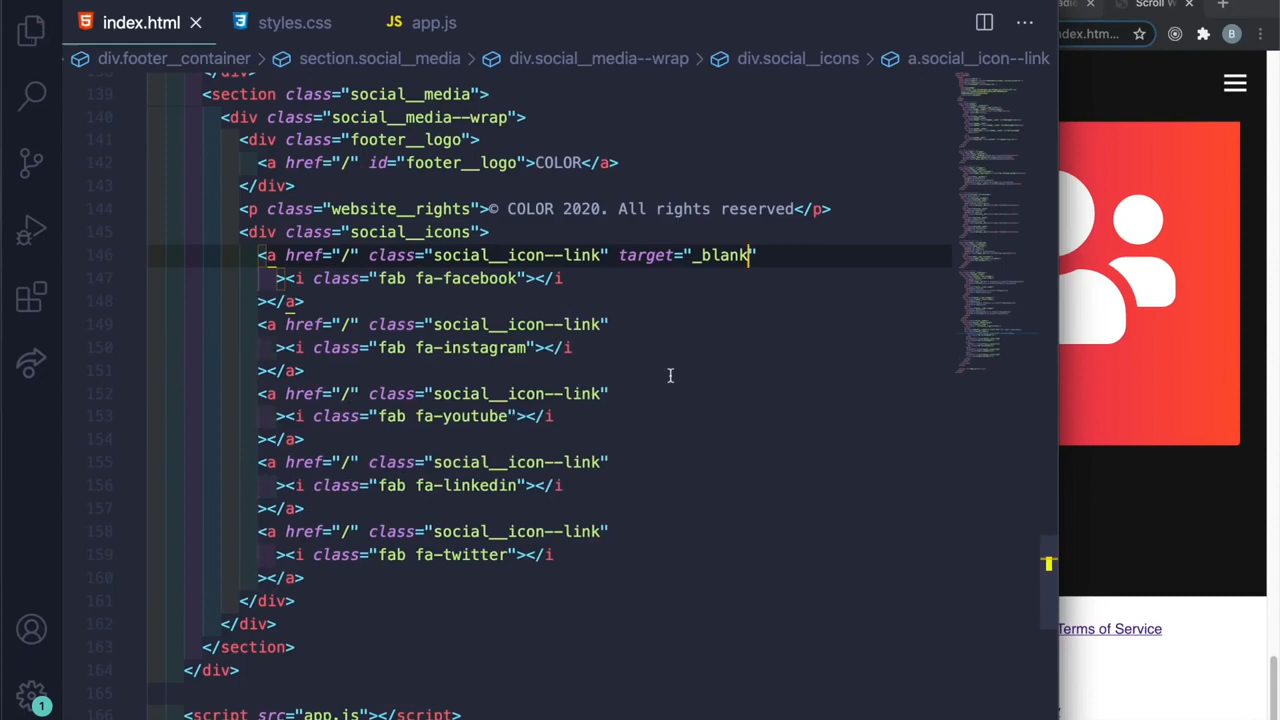 index.html
styles.css
JS app.js
Scroll W
div.footer__container
section.social__media
div.social__media--wrap
div.social__icons
a.social__icon--link
ndex.htm...
B
139 <section class="social__media">
140 <div class="social__media--wrap">
141 <div class="footer__logo">
142 <a href="/" id="footer__logo">COLOR</a>
143 </div>
144 <p class="website__rights">© COLOR 2020. All rights reserved</p>
145 <div class="social__icons">
146 <a href="/" class="social__icon--link" target="_blank"
147 ><i class="fab fa-facebook"></i
148 ></a>
149 <a href="/" class="social__icon--link"
150 ><i class="fab fa-instagram"></i
151 ></a>
152 <a href="/" class="social__icon--link"
153 ><i class="fab fa-youtube"></i
154 ></a>
155 <a href="/" class="social__icon--link"
156 ><i class="fab fa-linkedin"></i
157 ></a>
158 <a href="/" class="social__icon--link"
159 ><i class="fab fa-twitter"></i
160 ></a>
161 </div>
162 </div>
163 </section>
164 </div>
165
166 <script src="app.js"></script>
Terms of Service
1